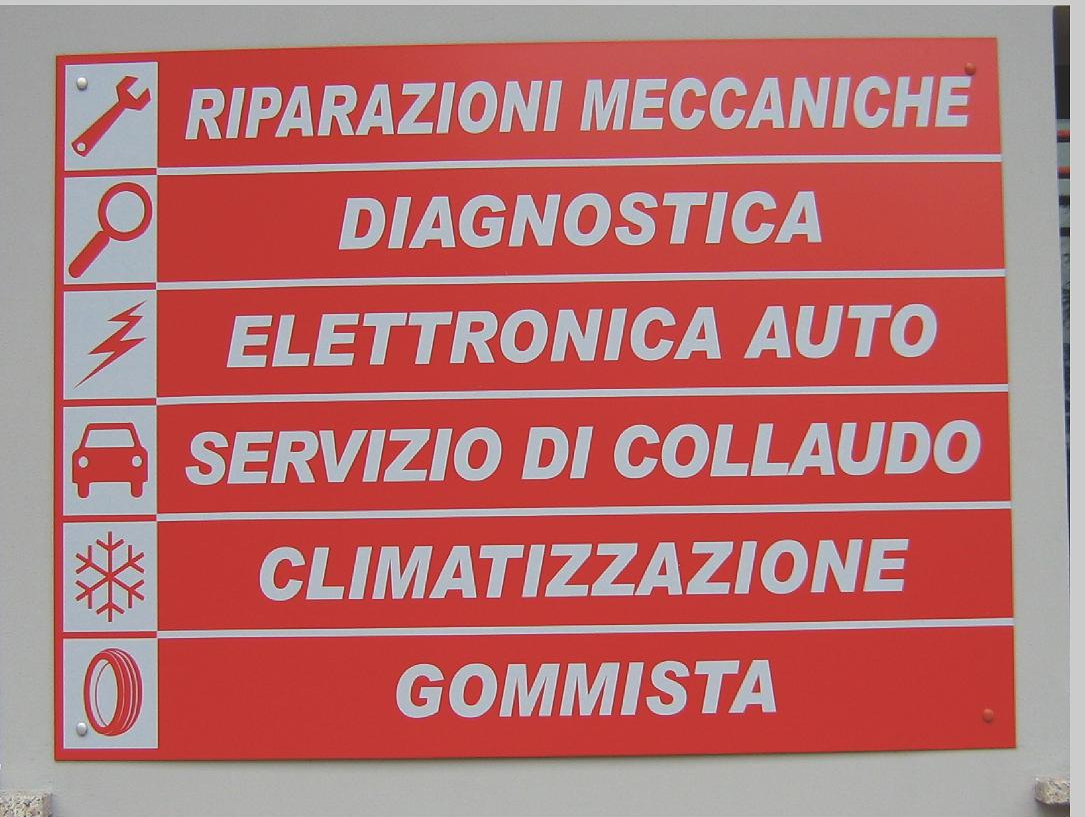 RIPARAZIONI MECCANICHE
DIAGNOSTICA
ELETTRONICA AUTO
SERVIZIO DI COLLAUDO
CLIMATIZZAZIONE
GOMMISTA